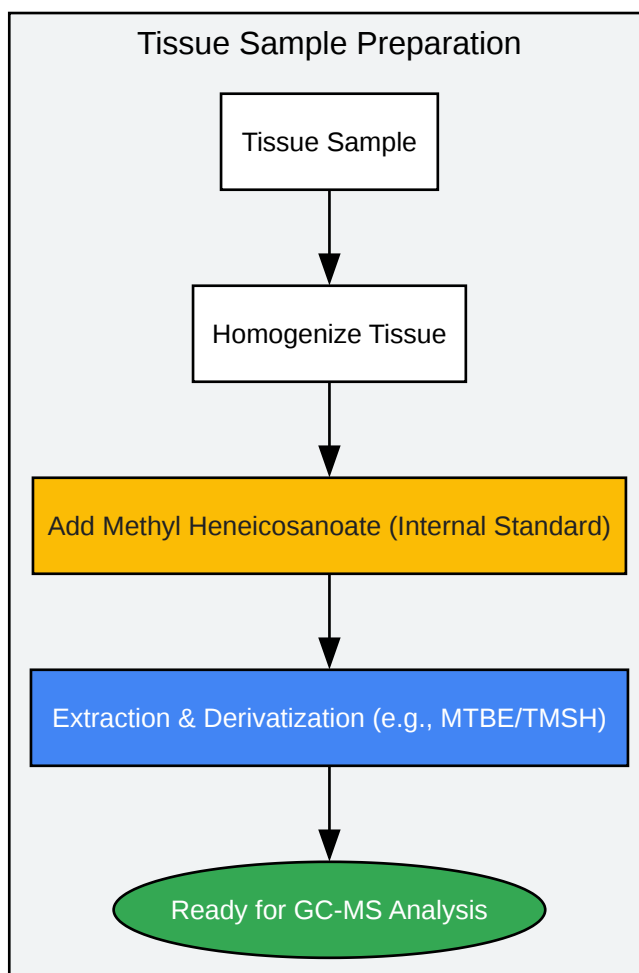 Tissue Sample Preparation
Tissue Sample
Homogenize Tissue
Add Methyl Heneicosanoate (Internal Standard)
Extraction & Derivatization (e.g., MTBE/TMSH)
Ready for GC-MS Analysis